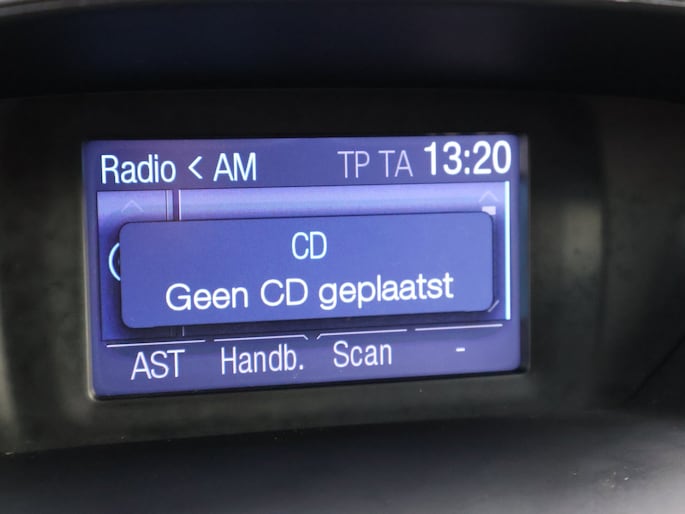 Radio < AM TP TA 13:20
CD
Geen CD geplaatst
AST Handb. Scan -